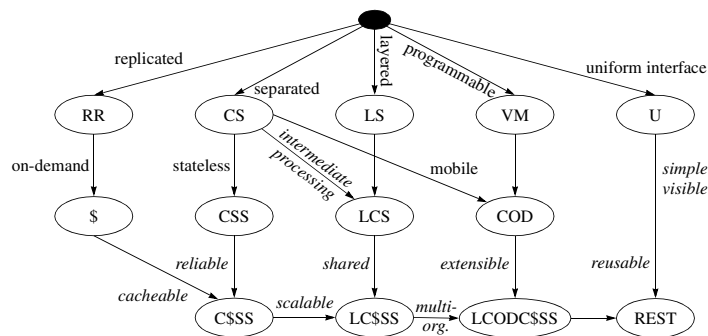 replicated
separated
layered
programmable
uniform interface
RR
CS
LS
VM
U
on-demand
stateless
intermediate
processing
mobile
simple
visible
$
CSS
LCS
COD
cacheable
reliable
shared
extensible
reusable
C$SS
scalable
LC$SS
multi-
org.
LCODC$SS
REST